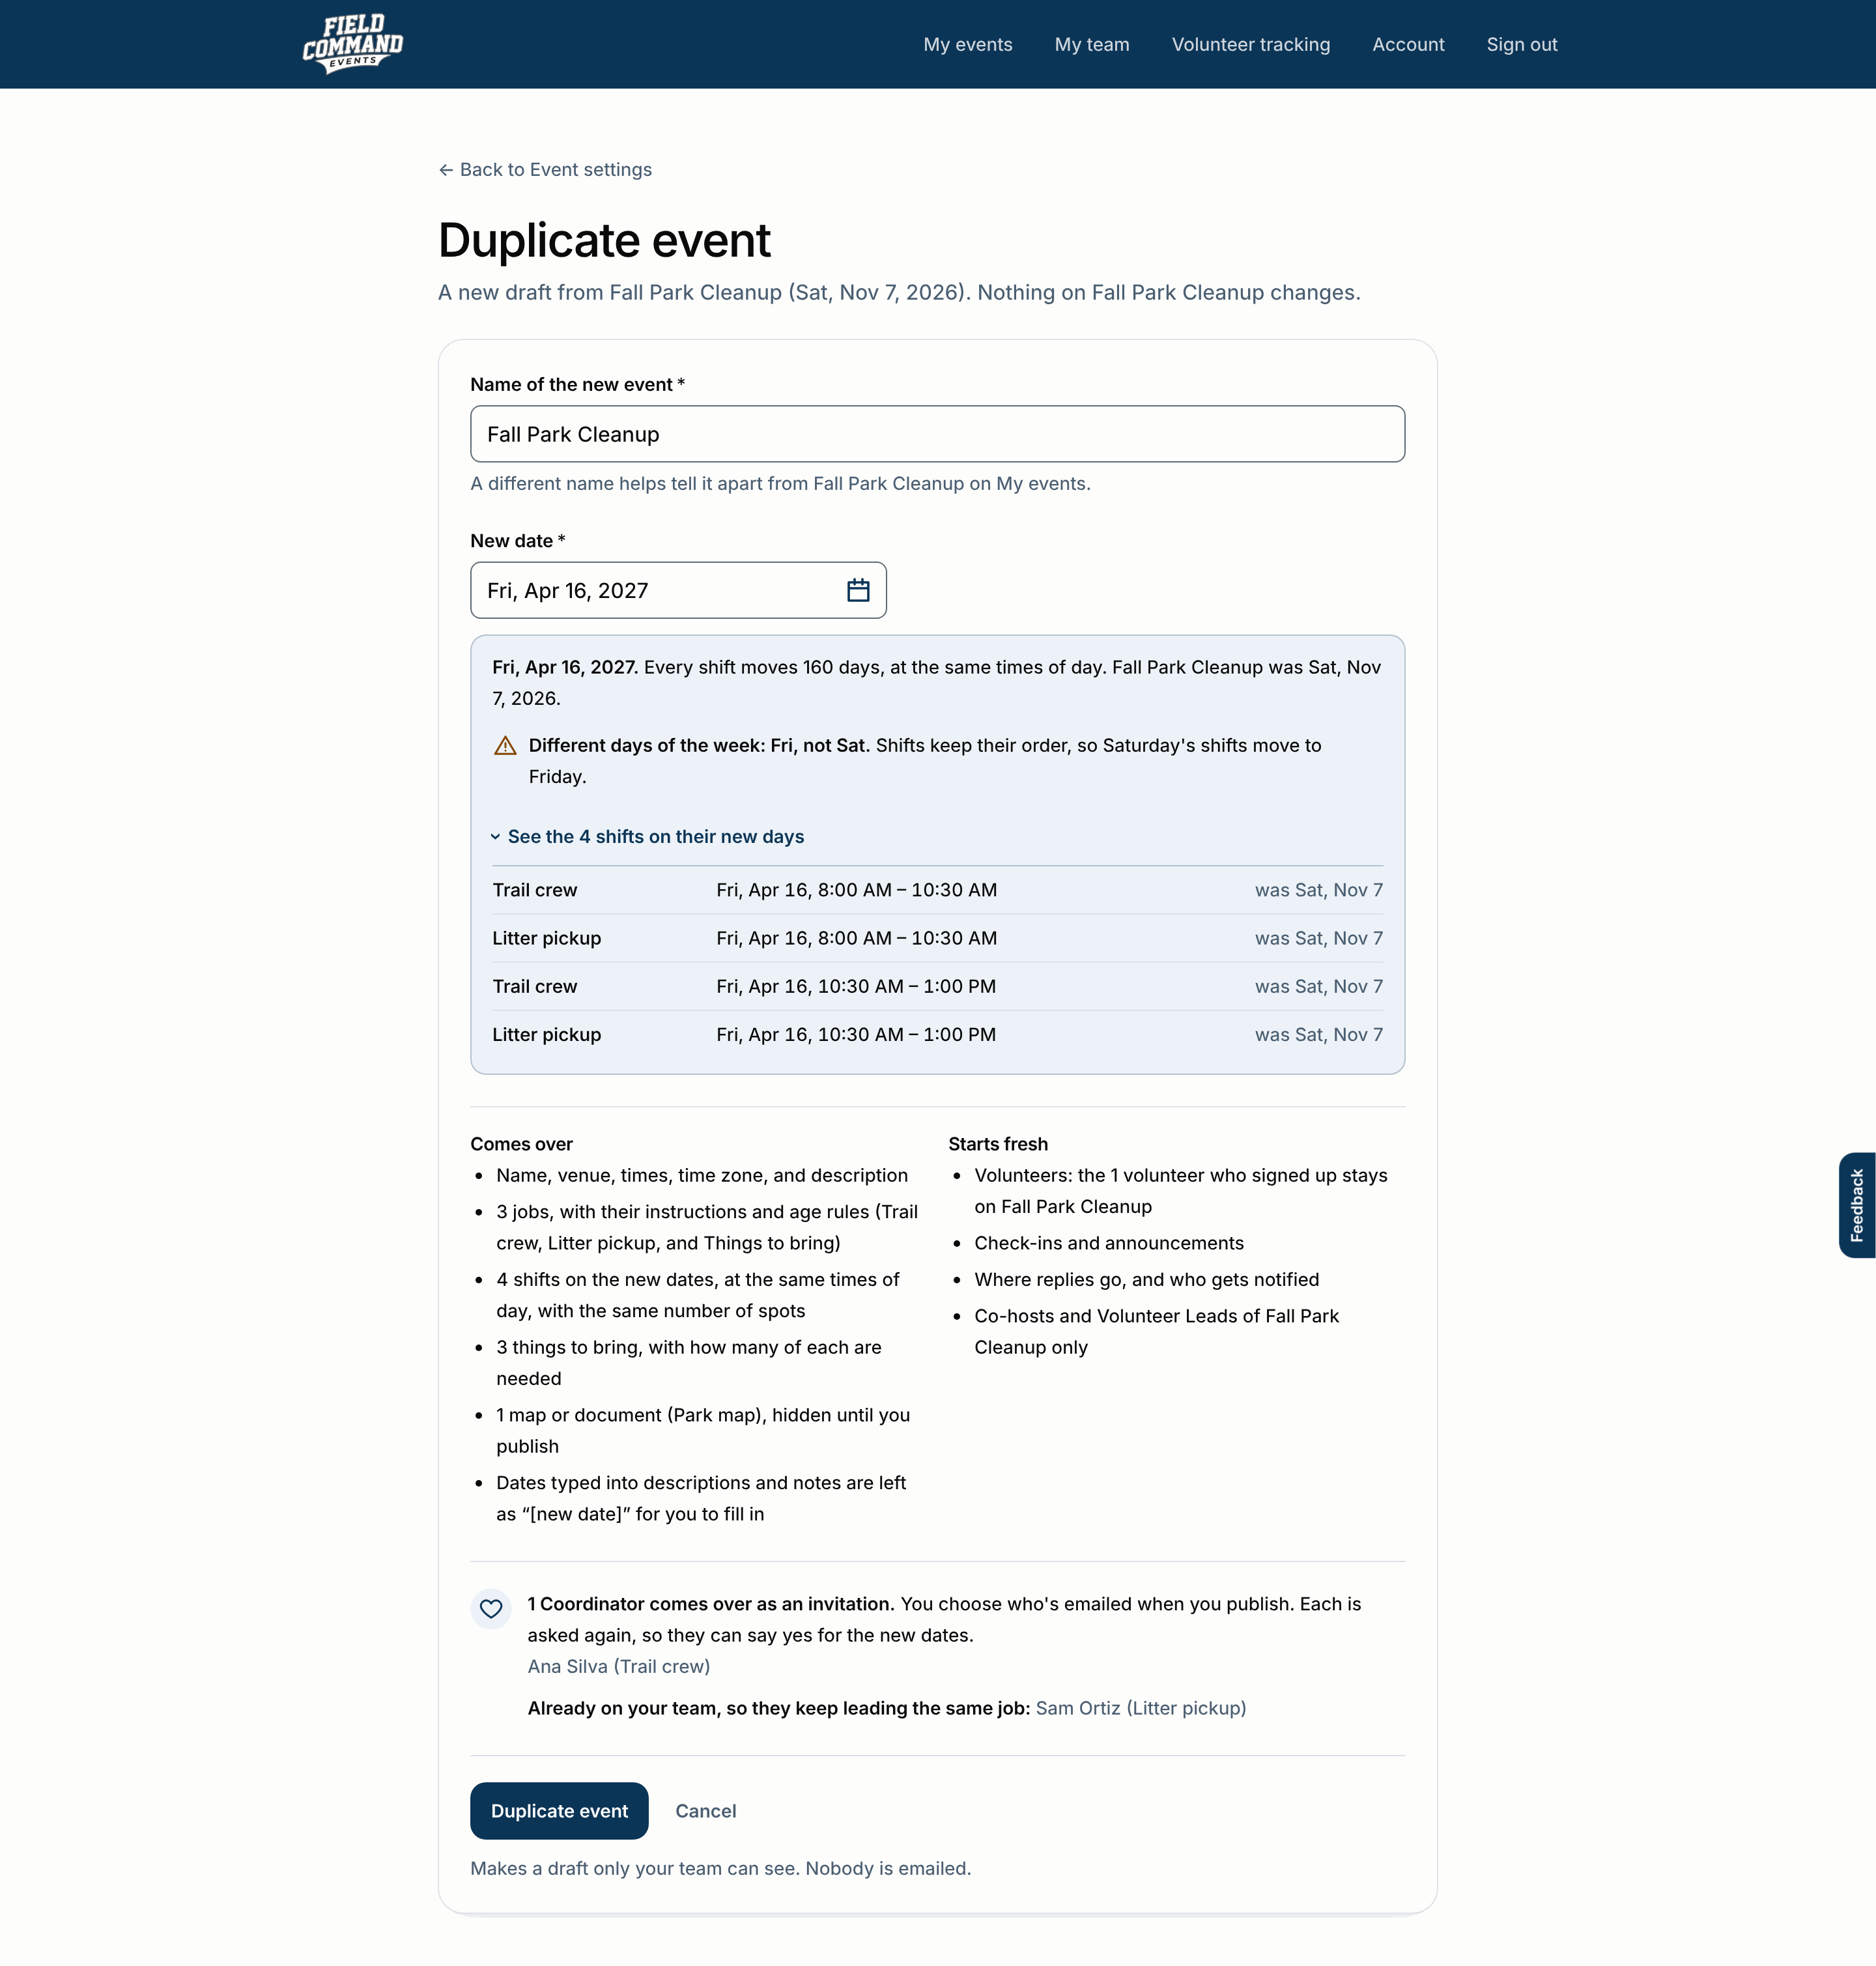 FIELD
COMMAND
EVENTS
My events
My team
Volunteer tracking
Account
Sign out
← Back to Event settings
Duplicate event
A new draft from Fall Park Cleanup (Sat, Nov 7, 2026). Nothing on Fall Park Cleanup changes.
Name of the new event *
Fall Park Cleanup
A different name helps tell it apart from Fall Park Cleanup on My events.
New date *
Fri, Apr 16, 2027
Fri, Apr 16, 2027. Every shift moves 160 days, at the same times of day. Fall Park Cleanup was Sat, Nov
7, 2026.
Different days of the week: Fri, not Sat. Shifts keep their order, so Saturday's shifts move to
Friday.
See the 4 shifts on their new days
Trail crew Fri, Apr 16, 8:00 AM – 10:30 AM was Sat, Nov 7
Litter pickup Fri, Apr 16, 8:00 AM – 10:30 AM was Sat, Nov 7
Trail crew Fri, Apr 16, 10:30 AM – 1:00 PM was Sat, Nov 7
Litter pickup Fri, Apr 16, 10:30 AM – 1:00 PM was Sat, Nov 7
Comes over
• Name, venue, times, time zone, and description
• 3 jobs, with their instructions and age rules (Trail
crew, Litter pickup, and Things to bring)
• 4 shifts on the new dates, at the same times of
day, with the same number of spots
• 3 things to bring, with how many of each are
needed
• 1 map or document (Park map), hidden until you
publish
• Dates typed into descriptions and notes are left
as “[new date]” for you to fill in
Starts fresh
• Volunteers: the 1 volunteer who signed up stays
on Fall Park Cleanup
• Check-ins and announcements
• Where replies go, and who gets notified
• Co-hosts and Volunteer Leads of Fall Park
Cleanup only
Feedback
1 Coordinator comes over as an invitation. You choose who's emailed when you publish. Each is
asked again, so they can say yes for the new dates.
Ana Silva (Trail crew)
Already on your team, so they keep leading the same job: Sam Ortiz (Litter pickup)
Duplicate event
Cancel
Makes a draft only your team can see. Nobody is emailed.